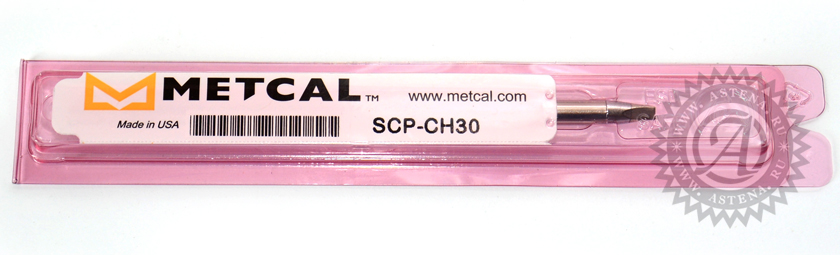 METCAL™
www.metcal.com
Made in USA
SCP-CH30
WWW.ASTENA.RU
A
WWW.ASTENA.RU